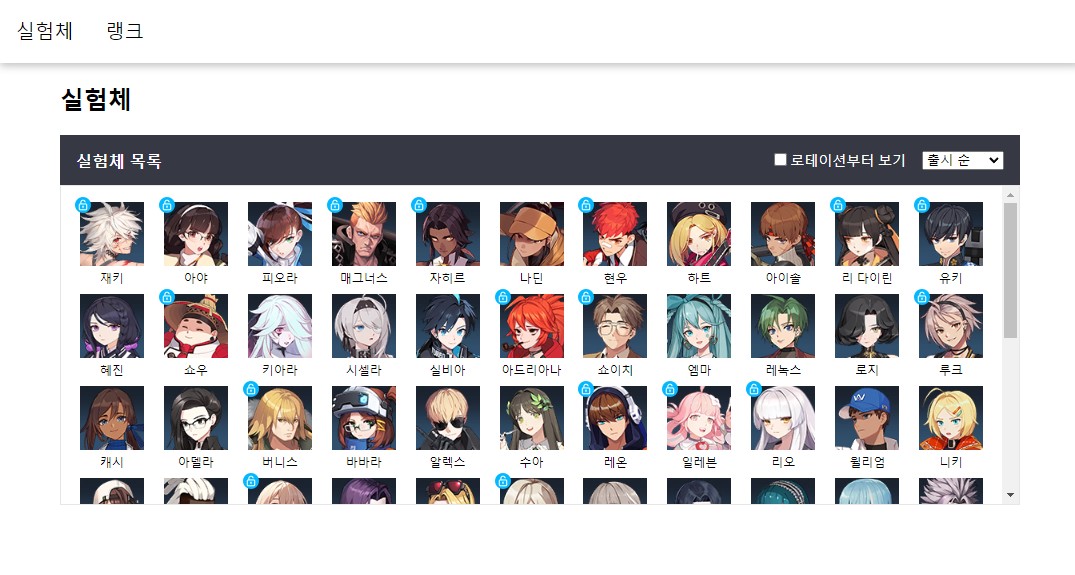 실험체 랭크
실험체
실험체 목록 로테이션부터 보기 출시 순
재키 아야 피오라 매그너스 자히르 나딘 현우 하트 아이솔 리 다이린 유키
혜진 쇼우 키아라 시셀라 실비아 아드리아나 쇼이치 엠마 레녹스 로지 루크
캐시 아델라 버니스 바바라 알렉스 수아 레온 일레븐 리오 윌리엄 니키